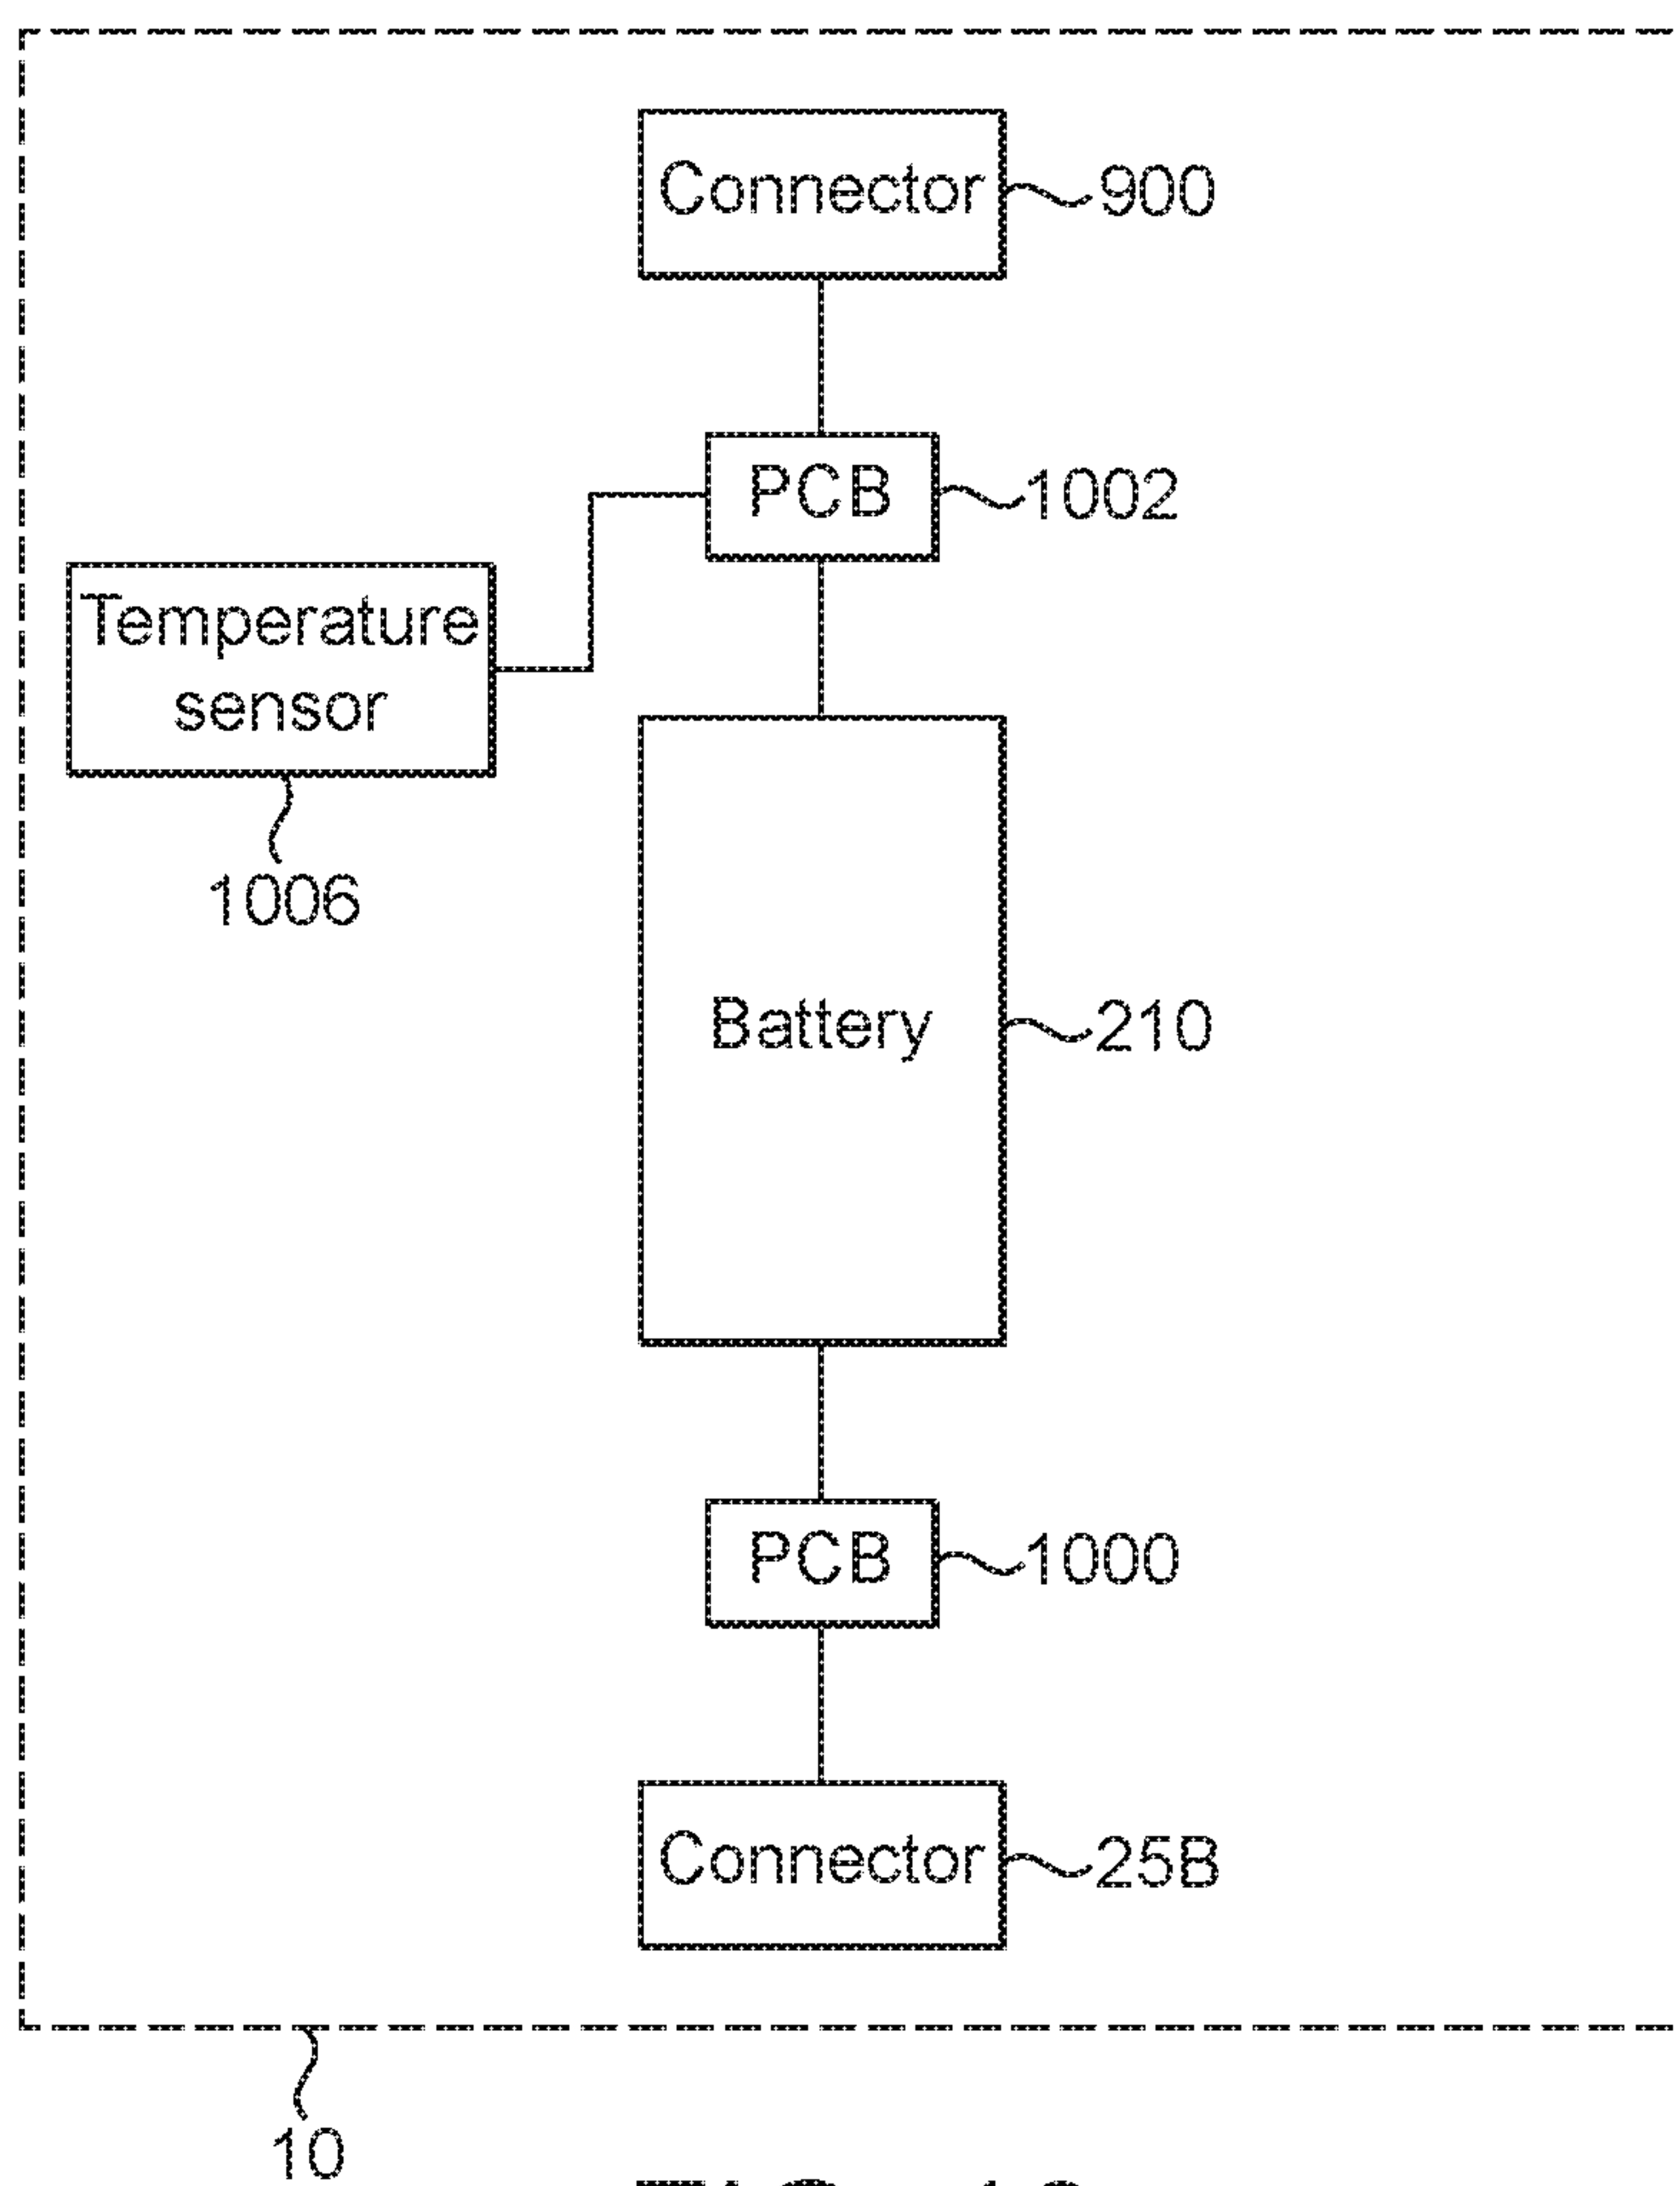 Connector
900
PCB
1002
Temperature
sensor
1006
Battery
210
PCB
1000
Connector
25B
10